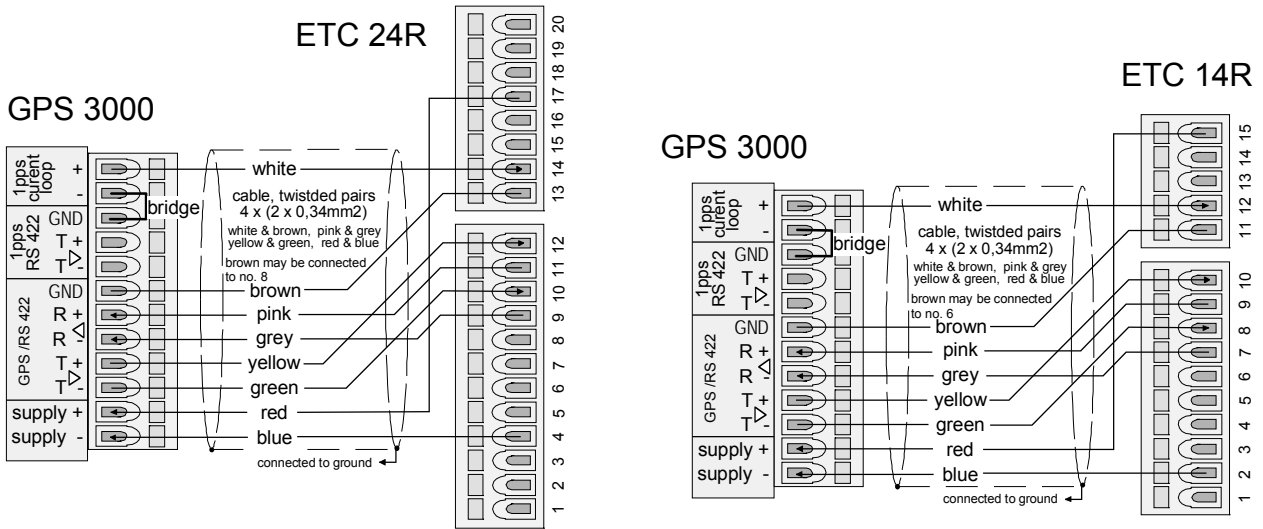 ETC 24R
GPS 3000
1pps
curent
loop
+
-
1pps
RS 422
GND
T +
T -
GPS /RS 422
GND
R +
R -
T +
T -
supply +
supply -
bridge
white
cable, twistded pairs
4 x (2 x 0,34mm2)
white & brown, pink & grey
yellow & green, red & blue
brown may be connected
to no. 8
brown
pink
grey
yellow
green
red
blue
connected to ground
20
19
18
17
16
15
14
13
12
11
10
9
8
7
6
5
4
3
2
1
ETC 14R
GPS 3000
1pps
curent
loop
+
-
1pps
RS 422
GND
T +
T -
GPS /RS 422
GND
R +
R -
T +
T -
supply +
supply -
bridge
white
cable, twistded pairs
4 x (2 x 0,34mm2)
white & brown, pink & grey
yellow & green, red & blue
brown may be connected
to no. 6
brown
pink
grey
yellow
green
red
blue
connected to ground
15
14
13
12
11
10
9
8
7
6
5
4
3
2
1